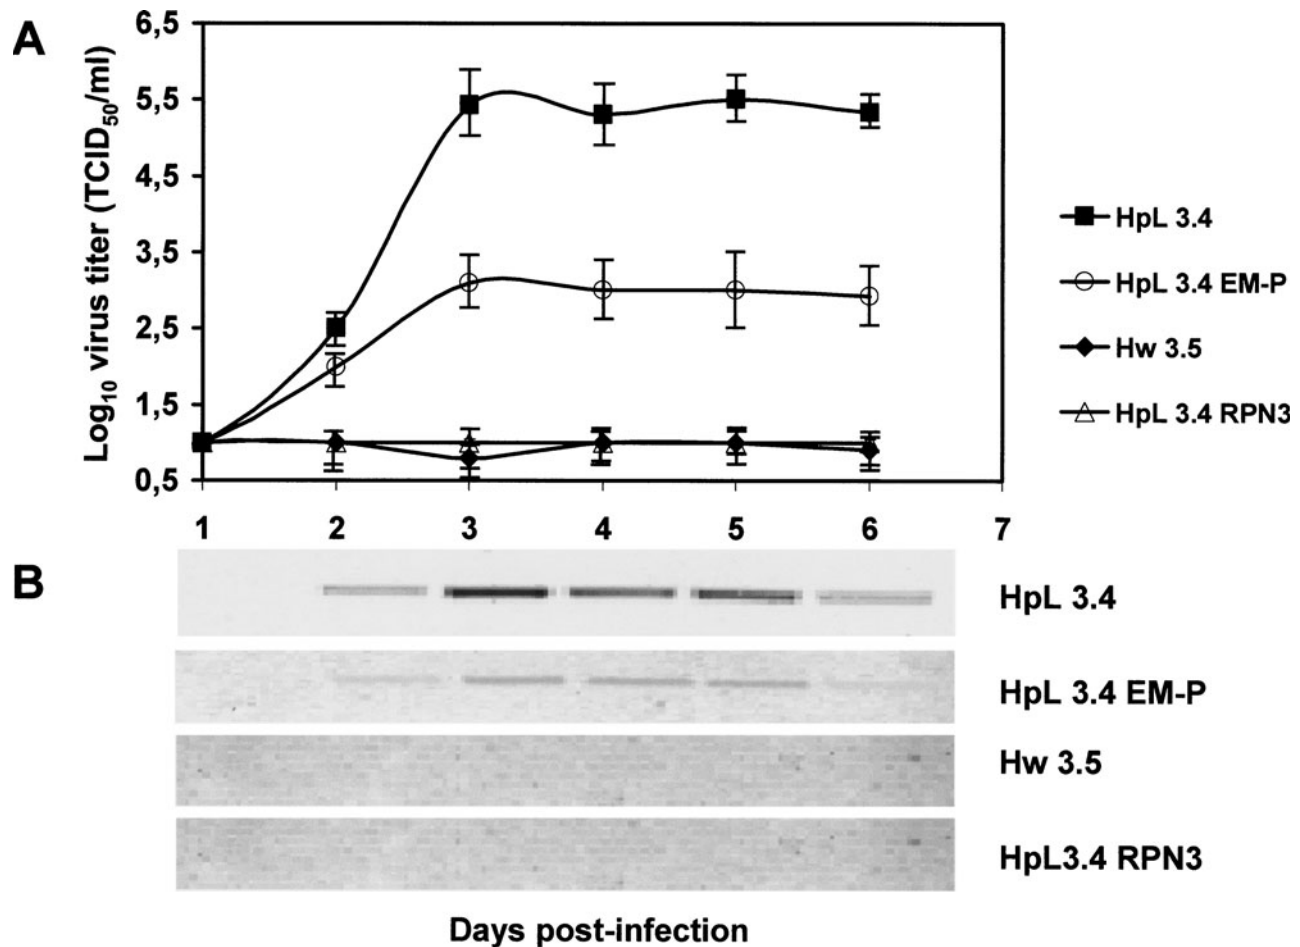 A
Log10 virus titer (TCID50/ml)
6,5
5,5
4,5
3,5
2,5
1,5
0,5
1 2 3 4 5 6 7
HpL 3.4
HpL 3.4 EM-P
Hw 3.5
HpL 3.4 RPN3
B
HpL 3.4
HpL 3.4 EM-P
Hw 3.5
HpL3.4 RPN3
Days post-infection